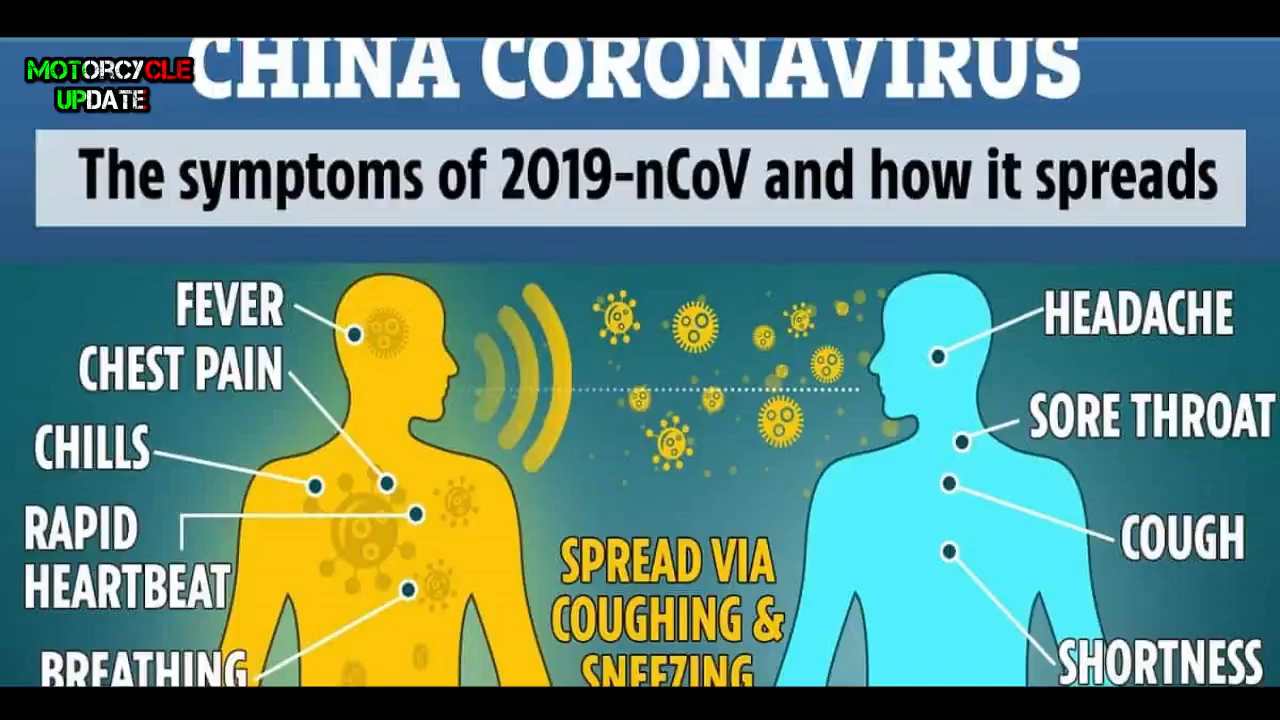 CHINA CORONAVIRUS
MOTORCYCLE
UPDATE
The symptoms of 2019-nCoV and how it spreads
FEVER
CHEST PAIN
CHILLS
RAPID
HEARTBEAT
BREATHING
SPREAD VIA
COUGHING &
SNEEZING
HEADACHE
SORE THROAT
COUGH
SHORTNESS